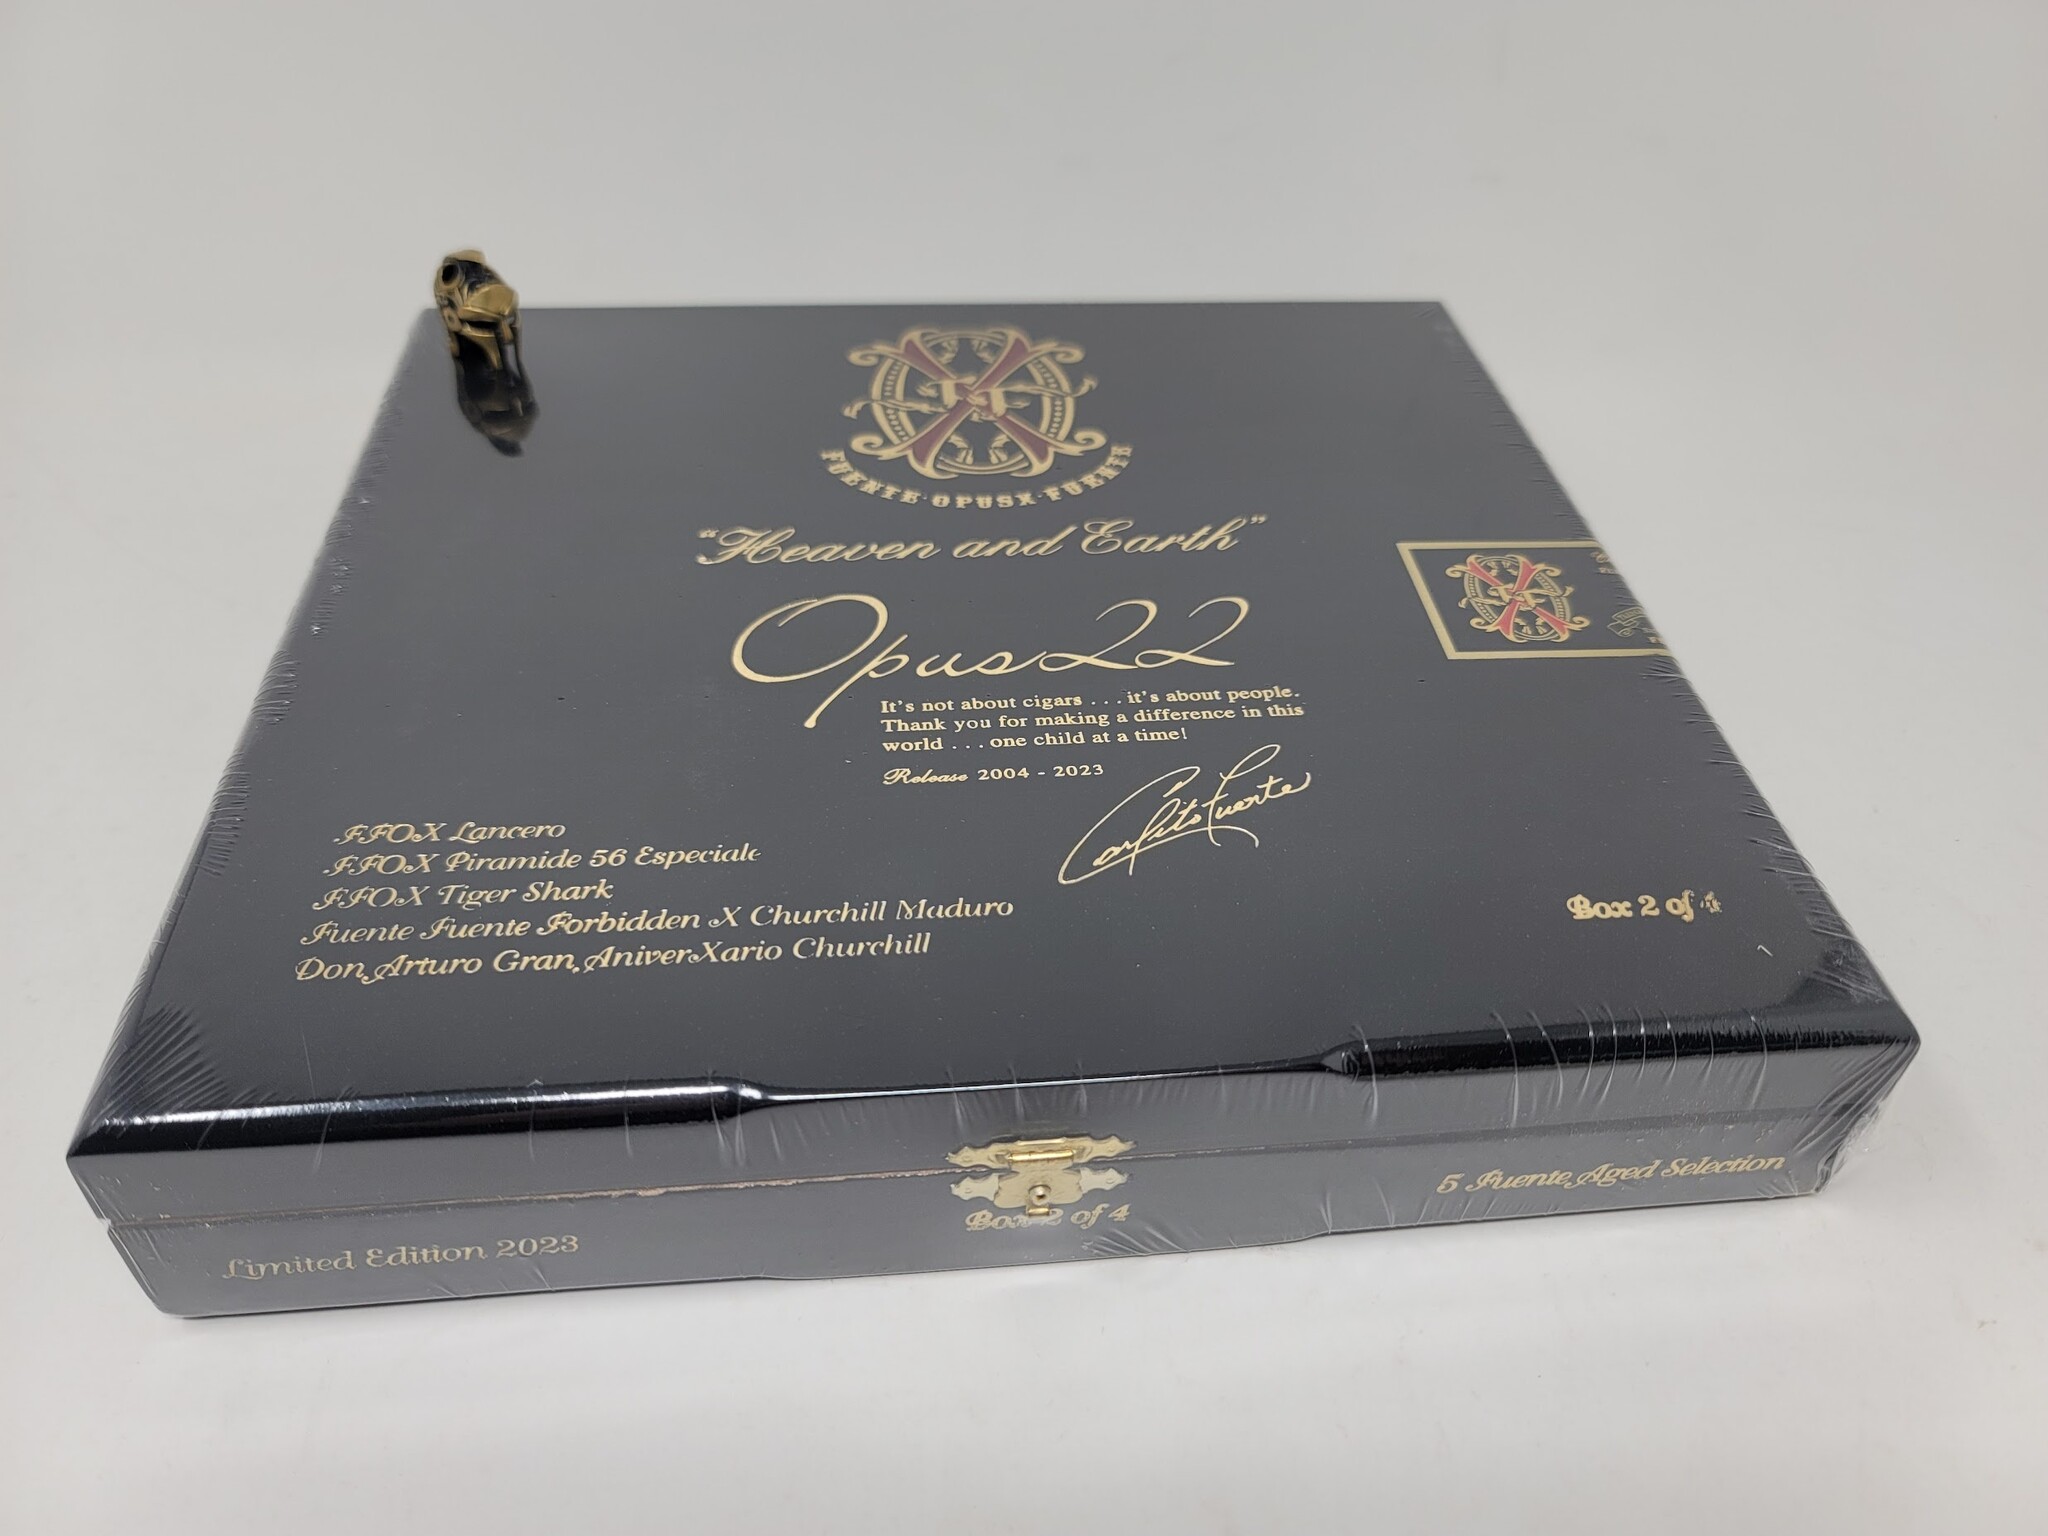 FUENTE·OPUSX·FUENTE
"Heaven and Earth"
Opus22
It's not about cigars . . . it's about people.
Thank you for making a difference in this
world . . . one child at a time!
Release 2004 - 2023
Carlito Fuente
FFOX Lancero
FFOX Piramide 56 Especiale
FFOX Tiger Shark
Fuente Fuente Forbidden X Churchill Maduro
Don Arturo Gran AniverXario Churchill
Box 2 of 4
Limited Edition 2023
Box 2 of 4
5 Fuente Aged Selection